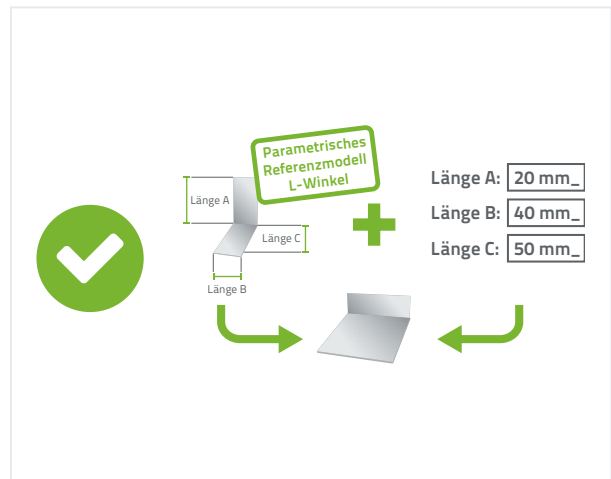 Parametrisches
Referenzmodell
L-Winkel
Länge A
Länge C
Länge B
Länge A: 20 mm_
Länge B: 40 mm_
Länge C: 50 mm_